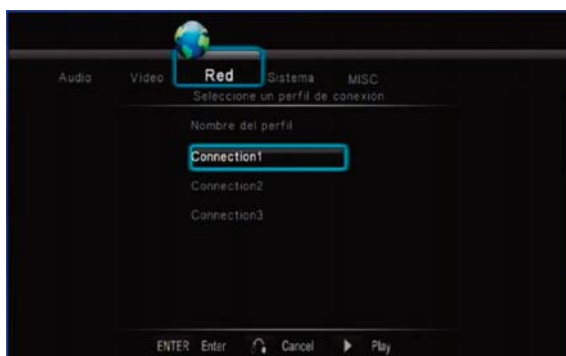 Audio Video Red Sistema MISC
Seleccione un perfil de conexión
Nombre del perfil
Connection1
Connection2
Connection3
ENTER Enter Cancel Play